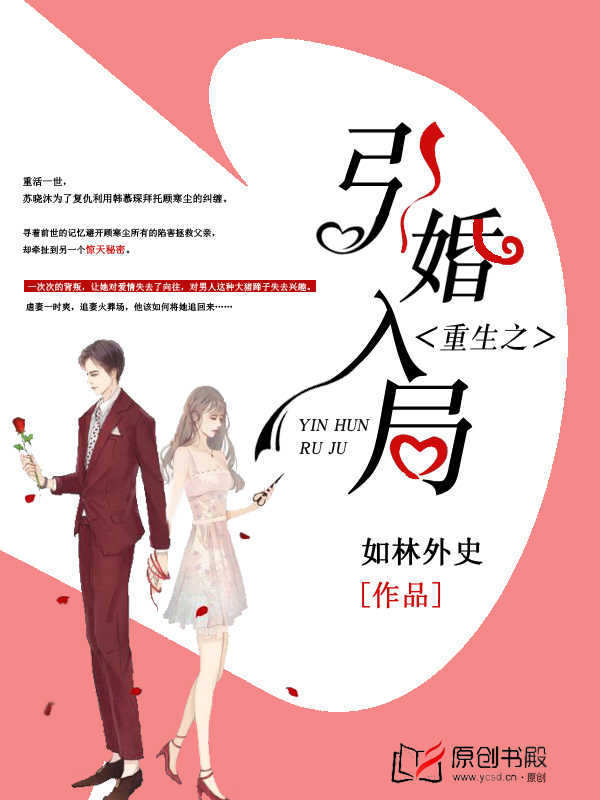 重活一世，
苏晓沐为了复仇利用韩慕琛拜托顾寒尘的纠缠。
寻着前世的记忆避开顾寒尘所有的陷害拯救父亲，
却牵扯到另一个惊天秘密。
一次次的背叛，让她对爱情失去了向往，对男人这种大猪蹄子失去兴趣。
虐妻一时爽，追妻火葬场，他该如何将她追回来……
引婚入局
<重生之>
YIN HUN
RU JU
如林外史
[作品]
原创书殿
www.ycsd.cn·原创